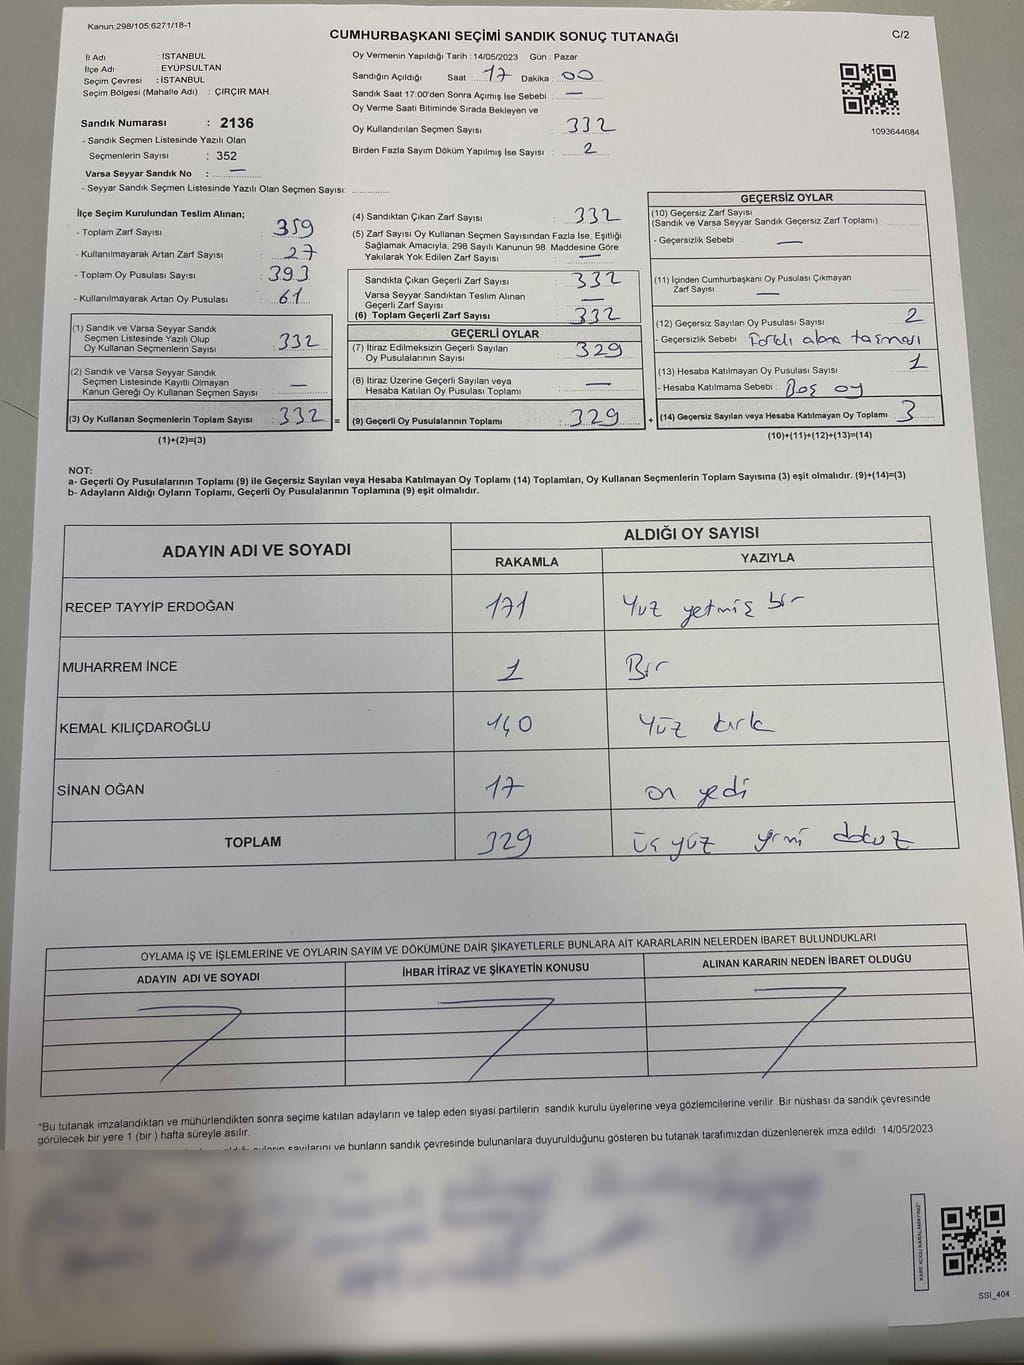 Kanun:298/105,6271/18-1
CUMHURBAŞKANI SEÇİMİ SANDIK SONUÇ TUTANAĞI
C/2
İl Adı : İSTANBUL
İlçe Adı : EYÜPSULTAN
Seçim Çevresi : İSTANBUL
Seçim Bölgesi (Mahalle Adı) : ÇIRÇIR MAH.
Sandık Numarası : 2136
- Sandık Seçmen Listesinde Yazılı Olan
Seçmenlerin Sayısı : 352
Varsa Seyyar Sandık No : —
- Seyyar Sandık Seçmen Listesinde Yazılı Olan Seçmen Sayısı:
Oy Vermenin Yapıldığı Tarih : 14/05/2023 Gün : Pazar
Sandığın Açıldığı Saat : 17 Dakika : 00
Sandık Saat 17:00'den Sonra Açımış İse Sebebi : —
Oy Verme Saati Bitiminde Sırada Bekleyen ve
Oy Kullandırılan Seçmen Sayısı : 332
Birden Fazla Sayım Döküm Yapılmış İse Sayısı : 2
1093644684
İlçe Seçim Kurulundan Teslim Alınan;
- Toplam Zarf Sayısı : 359
- Kullanılmayarak Artan Zarf Sayısı : 27
- Toplam Oy Pusulası Sayısı : 393
- Kullanılmayarak Artan Oy Pusulası : 61
(1) Sandık ve Varsa Seyyar Sandık
Seçmen Listesinde Yazılı Olup
Oy Kullanan Seçmenlerin Sayısı : 332
(2) Sandık ve Varsa Seyyar Sandık
Seçmen Listesinde Kayıtlı Olmayan
Kanun Gereği Oy Kullanan Seçmen Sayısı : —
(3) Oy Kullanan Seçmenlerin Toplam Sayısı : 332 =
(1)+(2)=(3)
(4) Sandıktan Çıkan Zarf Sayısı : 332
(5) Zarf Sayısı Oy Kullanan Seçmen Sayısından Fazla İse, Eşitliği
Sağlamak Amacıyla, 298 Sayılı Kanunun 98. Maddesine Göre
Yakılarak Yok Edilen Zarf Sayısı : —
Sandıkta Çıkan Geçerli Zarf Sayısı : 332
Varsa Seyyar Sandıktan Teslim Alınan
Geçerli Zarf Sayısı : —
(6) Toplam Geçerli Zarf Sayısı : 332
GEÇERLİ OYLAR
(7) İtiraz Edilmeksizin Geçerli Sayılan
Oy Pusulalarının Sayısı : 329
(8) İtiraz Üzerine Geçerli Sayılan veya
Hesaba Katılan Oy Pusulası Toplamı : —
(9) Geçerli Oy Pusulalarının Toplamı : 329 +
GEÇERSİZ OYLAR
(10) Geçersiz Zarf Sayısı
(Sandık ve Varsa Seyyar Sandık Geçersiz Zarf Toplamı) :
- Geçersizlik Sebebi : —
(11) İçinden Cumhurbaşkanı Oy Pusulası Çıkmayan
Zarf Sayısı : —
(12) Geçersiz Sayılan Oy Pusulası Sayısı : 2
- Geçersizlik Sebebi : Farklı alana taşması
(13) Hesaba Katılmayan Oy Pusulası Sayısı : 1
- Hesaba Katılmama Sebebi : Boş oy
(14) Geçersiz Sayılan veya Hesaba Katılmayan Oy Toplamı : 3
(10)+(11)+(12)+(13)=(14)
NOT:
a- Geçerli Oy Pusulalarının Toplamı (9) ile Geçersiz Sayılan veya Hesaba Katılmayan Oy Toplamı (14) Toplamları, Oy Kullanan Seçmenlerin Toplam Sayısına (3) eşit olmalıdır. (9)+(14)=(3)
b- Adayların Aldığı Oyların Toplamı, Geçerli Oy Pusulalarının Toplamına (9) eşit olmalıdır.
ADAYIN ADI VE SOYADI
ALDIĞI OY SAYISI
RAKAMLA YAZIYLA
RECEP TAYYİP ERDOĞAN 171 Yüz yetmiş bir
MUHARREM İNCE 1 Bir
KEMAL KILIÇDAROĞLU 140 Yüz kırk
SİNAN OĞAN 17 on yedi
TOPLAM 329 üç yüz yirmi dokuz
OYLAMA İŞ VE İŞLEMLERİNE VE OYLARIN SAYIM VE DÖKÜMÜNE DAİR ŞİKAYETLERLE BUNLARA AİT KARARLARIN NELERDEN İBARET BULUNDUKLARI
ADAYIN ADI VE SOYADI İHBAR İTİRAZ VE ŞİKAYETİN KONUSU ALINAN KARARIN NEDEN İBARET OLDUĞU
*Bu tutanak imzalandıktan ve mühürlendikten sonra seçime katılan adayların ve talep eden siyasi partilerin sandık kurulu üyelerine veya gözlemcilerine verilir .Bir nüshası da sandık çevresinde
görülecek bir yere 1 (bir ) hafta süreyle asılır.
sayılarını ve bunların sandık çevresinde bulunanlara duyurulduğunu gösteren bu tutanak tarafımızdan düzenlenerek imza edildi. 14/05/2023
KARE KODU KARALAMAYINIZ!
SSI_404